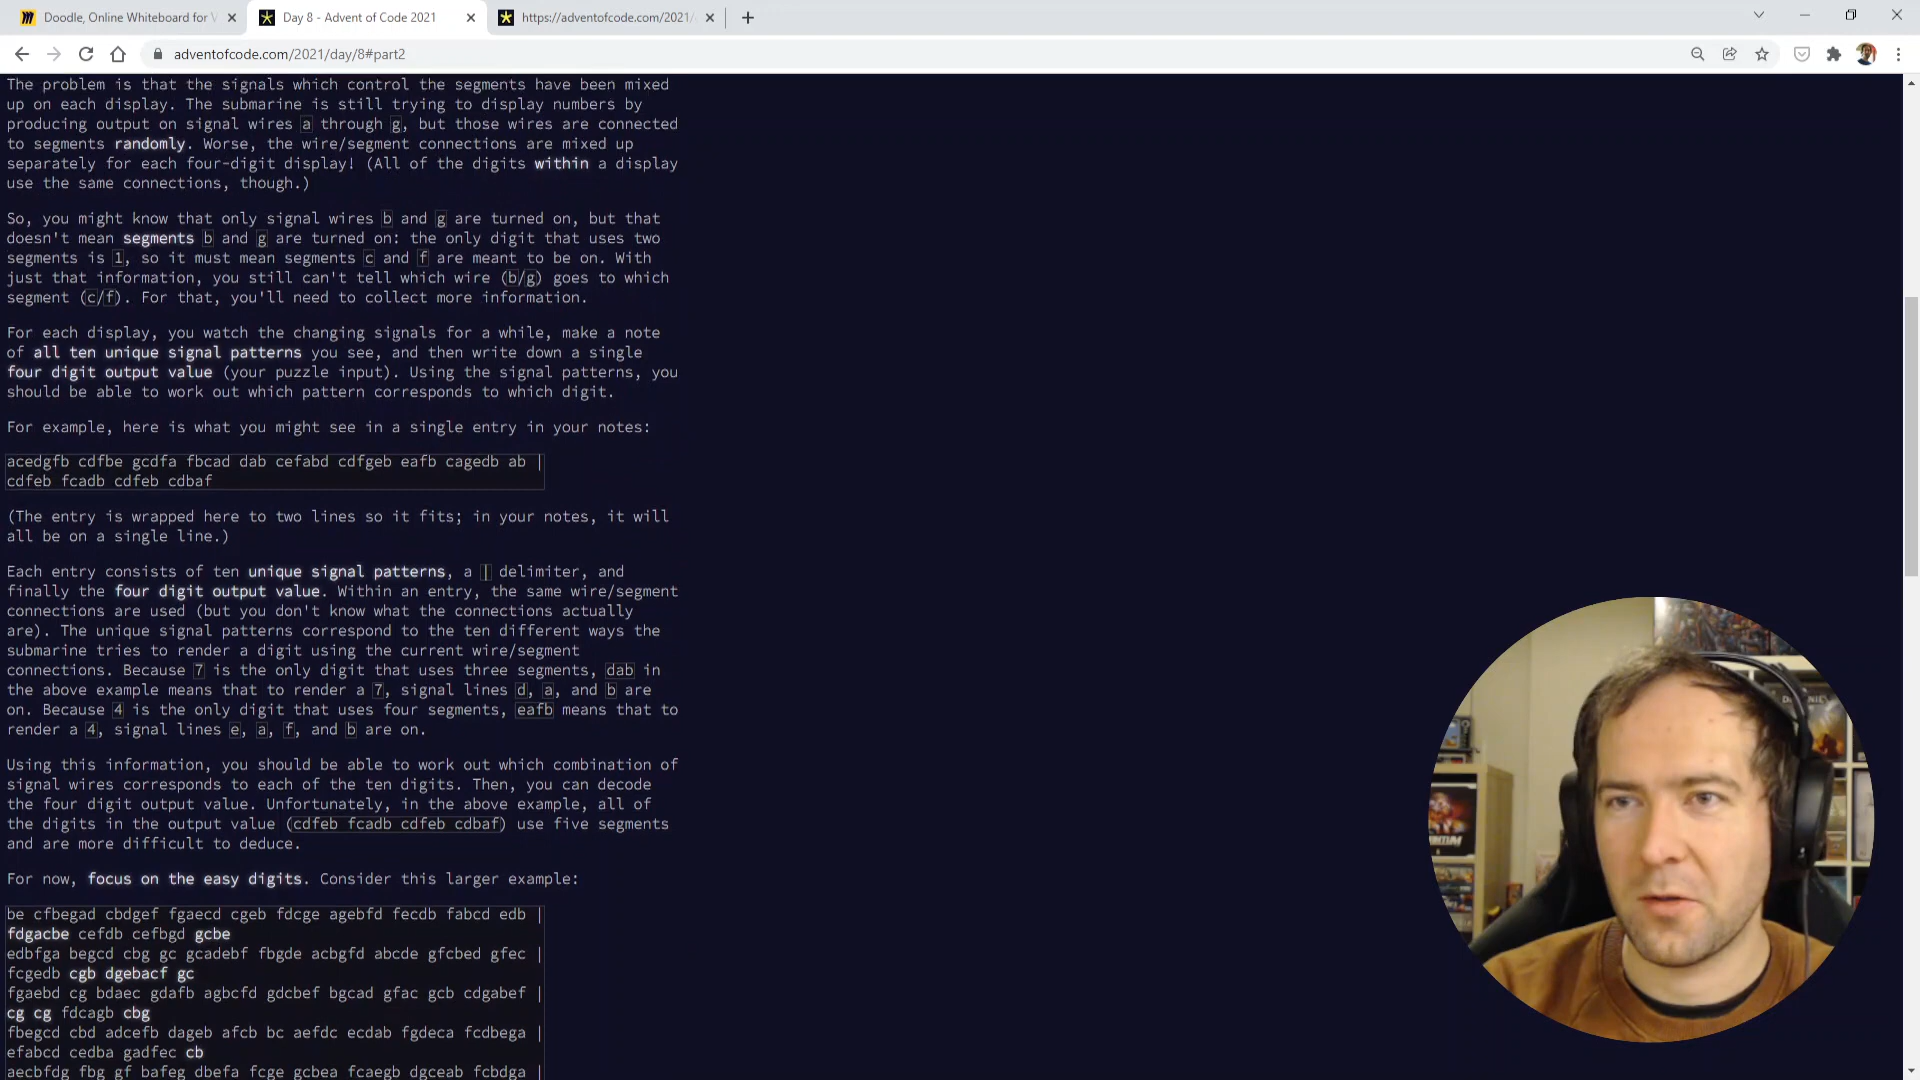 Doodle, Online Whiteboard for V
Day 8 - Advent of Code 2021
https://adventofcode.com/2021/
adventofcode.com/2021/day/8#part2
The problem is that the signals which control the segments have been mixed
up on each display. The submarine is still trying to display numbers by
producing output on signal wires a through g, but those wires are connected
to segments randomly. Worse, the wire/segment connections are mixed up
separately for each four-digit display! (All of the digits within a display
use the same connections, though.)
So, you might know that only signal wires b and g are turned on, but that
doesn't mean segments b and g are turned on: the only digit that uses two
segments is 1, so it must mean segments c and f are meant to be on. With
just that information, you still can't tell which wire (b/g) goes to which
segment (c/f). For that, you'll need to collect more information.
For each display, you watch the changing signals for a while, make a note
of all ten unique signal patterns you see, and then write down a single
four digit output value (your puzzle input). Using the signal patterns, you
should be able to work out which pattern corresponds to which digit.
For example, here is what you might see in a single entry in your notes:
acedgfb cdfbe gcdfa fbcad dab cefabd cdfgeb eafb cagedb ab |
cdfeb fcadb cdfeb cdbaf
(The entry is wrapped here to two lines so it fits; in your notes, it will
all be on a single line.)
Each entry consists of ten unique signal patterns, a | delimiter, and
finally the four digit output value. Within an entry, the same wire/segment
connections are used (but you don't know what the connections actually
are). The unique signal patterns correspond to the ten different ways the
submarine tries to render a digit using the current wire/segment
connections. Because 7 is the only digit that uses three segments, dab in
the above example means that to render a 7, signal lines d, a, and b are
on. Because 4 is the only digit that uses four segments, eafb means that to
render a 4, signal lines e, a, f, and b are on.
Using this information, you should be able to work out which combination of
signal wires corresponds to each of the ten digits. Then, you can decode
the four digit output value. Unfortunately, in the above example, all of
the digits in the output value (cdfeb fcadb cdfeb cdbaf) use five segments
and are more difficult to deduce.
For now, focus on the easy digits. Consider this larger example:
be cfbegad cbdgef fgaecd cgeb fdcge agebfd fecdb fabcd edb |
fdgacbe cefdb cefbgd gcbe
edbfga begcd cbg gc gcadebf fbgde acbgfd abcde gfcbed gfec |
fcgedb cgb dgebacf gc
fgaebd cg bdaec gdafb agbcfd gdcbef bgcad gfac gcb cdgabef |
cg cg fdcagb cbg
fbegcd cbd adcefb dageb afcb bc aefdc ecdab fgdeca fcdbega |
efabcd cedba gadfec cb
aecbfdg fbg gf bafeg dbefa fcge gcbea fcaegb dgceab fcbdga |